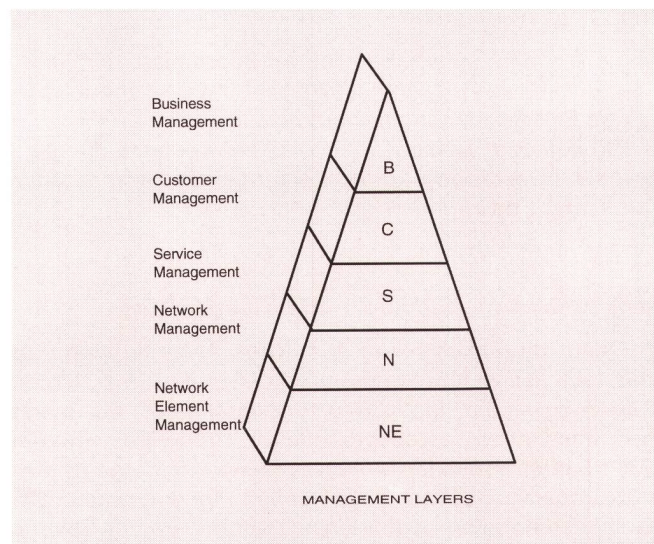 Business
Management
B
Customer
Management
C
Service
Management
S
Network
Management
N
Network
Element
Management
NE
MANAGEMENT LAYERS